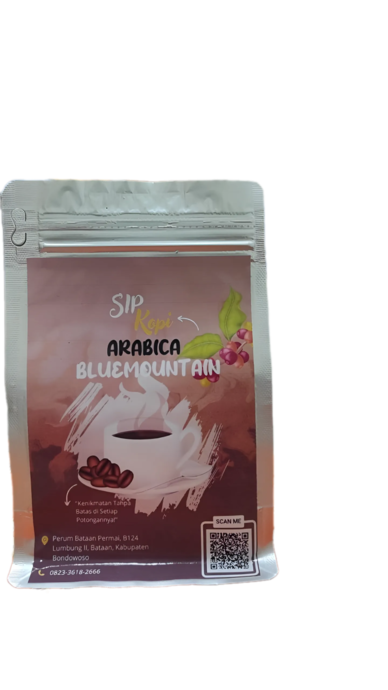 SIP
Kopi
ARABICA
BLUEMOUNTAIN
"Kenikmatan Tanpa
Batas di Setiap
Potongannya!"
Perum Bataan Permai, B124
Lumbung II, Bataan, Kabupaten
Bondowoso
0823-3618-2666
SCAN ME